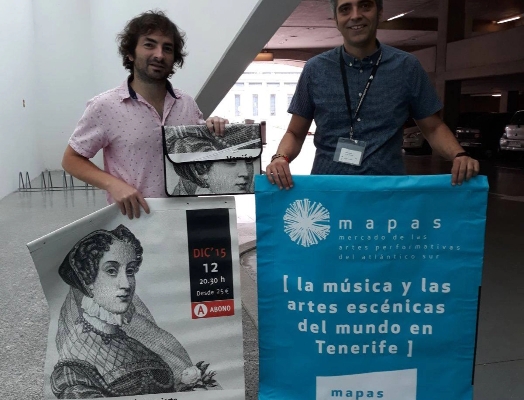 DIC'15
12
20.30 h
Desde 25 €
A ABONO
mapas
mercado de las
artes performativas
del atlántico sur
[ la música y las
artes escénicas
del mundo en
Tenerife ]
mapas